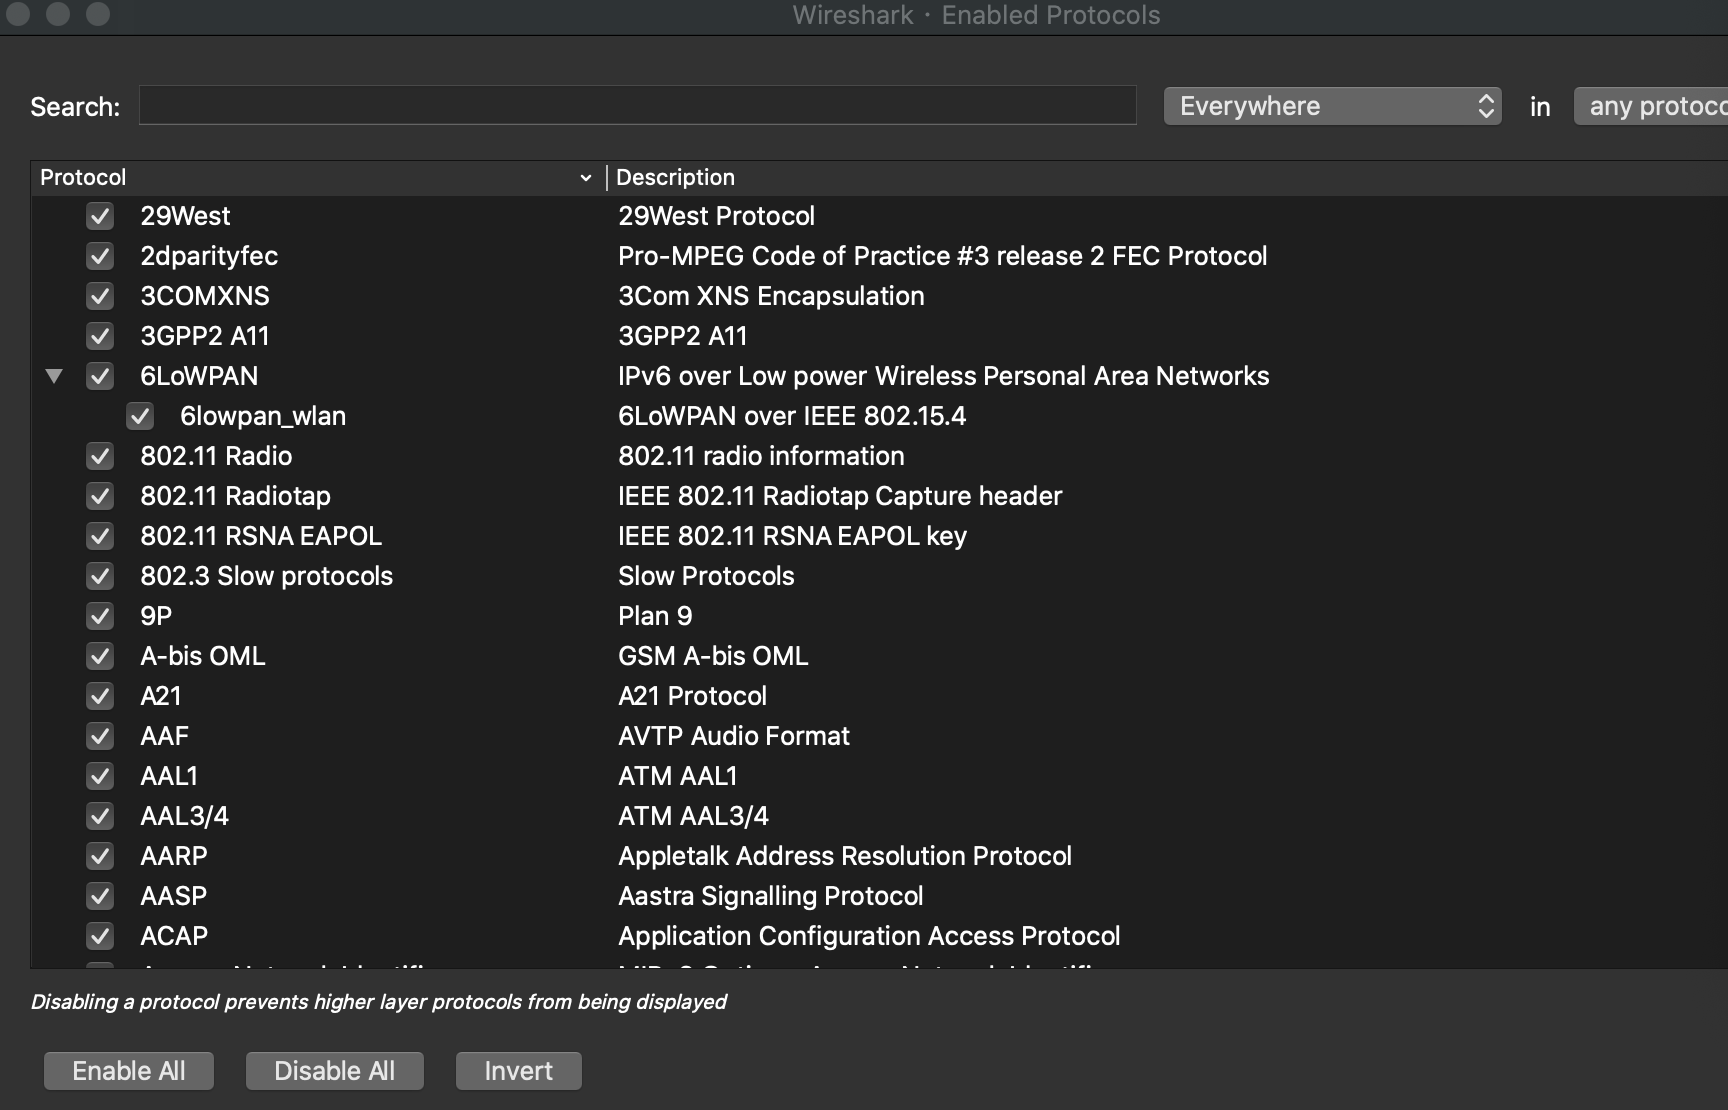 Wireshark · Enabled Protocols
Search: Everywhere in any protoco
Protocol Description
29West 29West Protocol
2dparityfec Pro-MPEG Code of Practice #3 release 2 FEC Protocol
3COMXNS 3Com XNS Encapsulation
3GPP2 A11 3GPP2 A11
6LoWPAN IPv6 over Low power Wireless Personal Area Networks
6lowpan_wlan 6LoWPAN over IEEE 802.15.4
802.11 Radio 802.11 radio information
802.11 Radiotap IEEE 802.11 Radiotap Capture header
802.11 RSNA EAPOL IEEE 802.11 RSNA EAPOL key
802.3 Slow protocols Slow Protocols
9P Plan 9
A-bis OML GSM A-bis OML
A21 A21 Protocol
AAF AVTP Audio Format
AAL1 ATM AAL1
AAL3/4 ATM AAL3/4
AARP Appletalk Address Resolution Protocol
AASP Aastra Signalling Protocol
ACAP Application Configuration Access Protocol
Disabling a protocol prevents higher layer protocols from being displayed
Enable All Disable All Invert